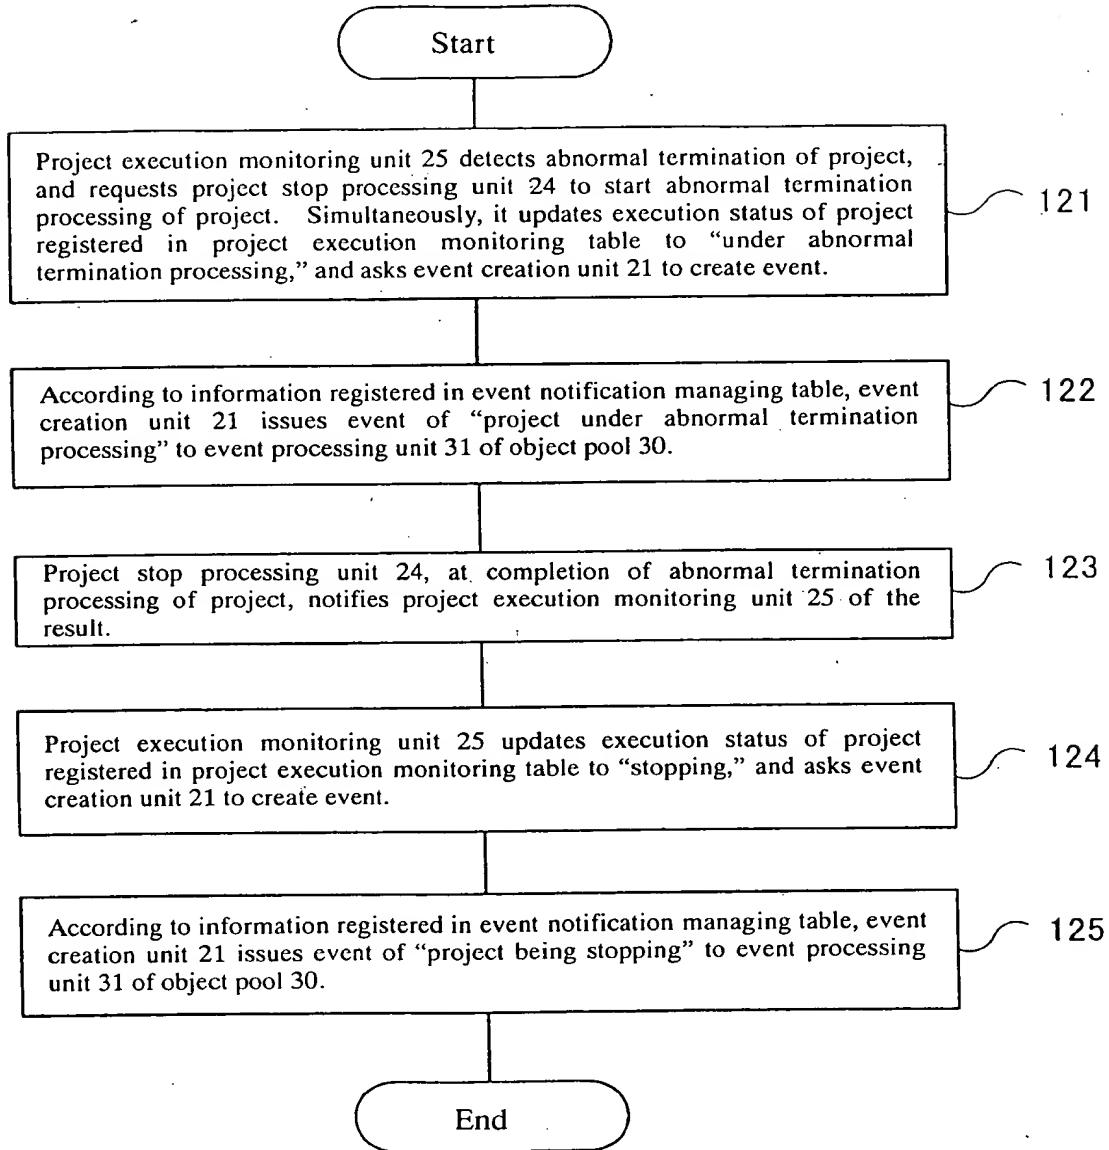 Start
Project execution monitoring unit 25 detects abnormal termination of project,
and requests project stop processing unit 24 to start abnormal termination
processing of project. Simultaneously, it updates execution status of project
registered in project execution monitoring table to “under abnormal
termination processing,” and asks event creation unit 21 to create event.
121
According to information registered in event notification managing table, event
creation unit 21 issues event of “project under abnormal termination
processing” to event processing unit 31 of object pool 30.
122
Project stop processing unit 24, at completion of abnormal termination
processing of project, notifies project execution monitoring unit 25 of the
result.
123
Project execution monitoring unit 25 updates execution status of project
registered in project execution monitoring table to “stopping,” and asks event
creation unit 21 to create event.
124
According to information registered in event notification managing table, event
creation unit 21 issues event of “project being stopping” to event processing
unit 31 of object pool 30.
125
End